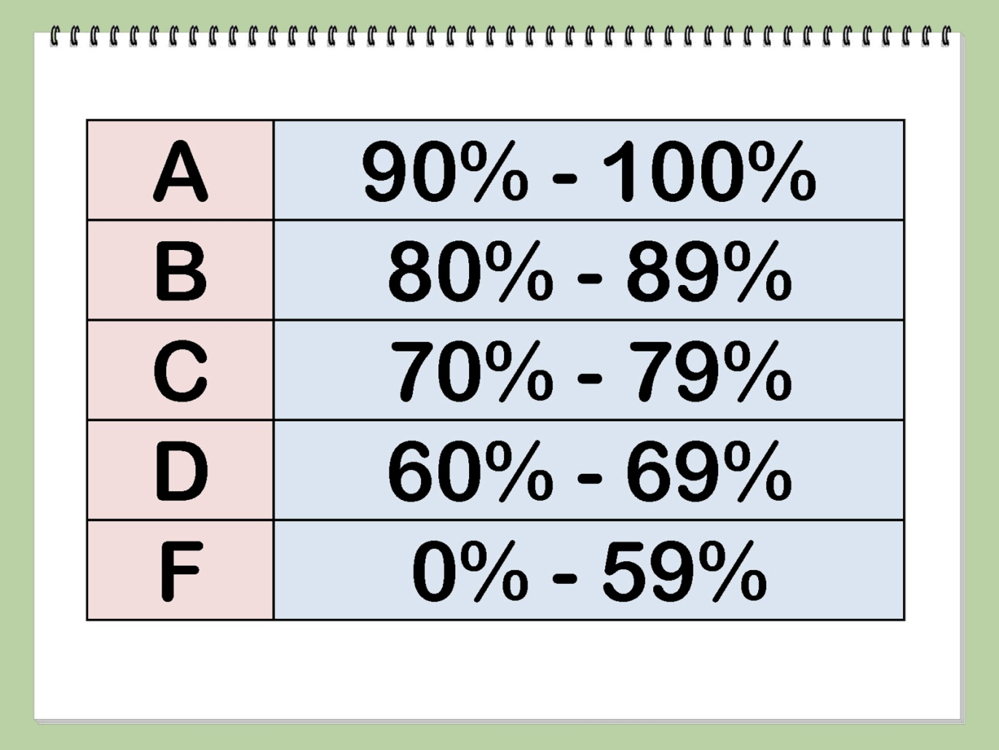 A 90% - 100%
B 80% - 89%
C 70% - 79%
D 60% - 69%
F 0% - 59%